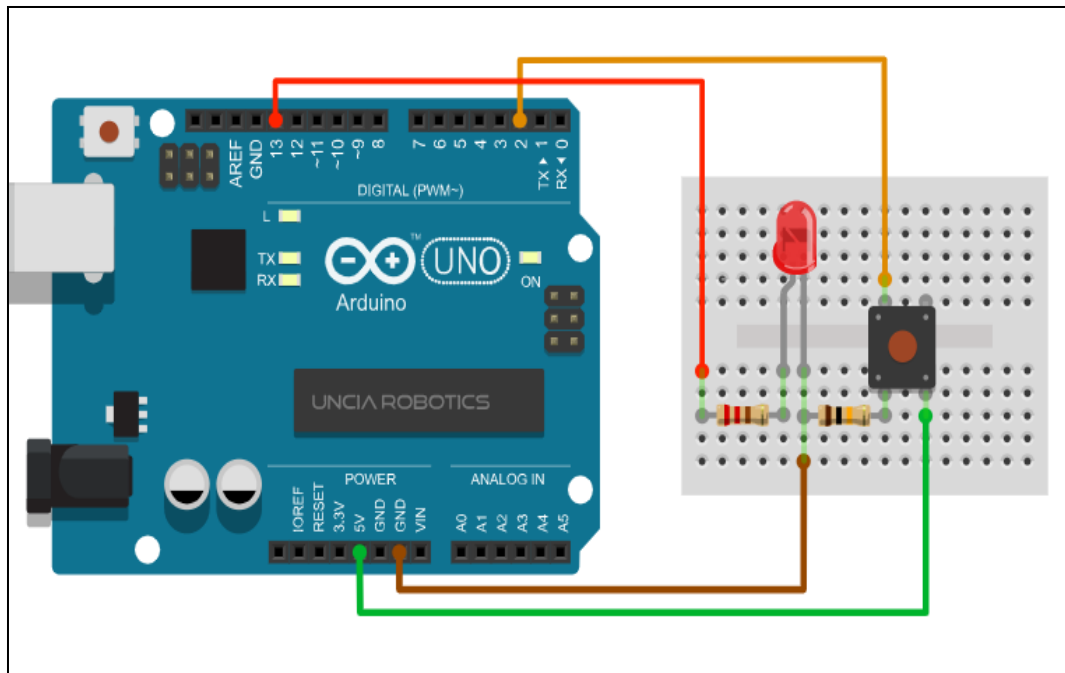 AREF
GND
13
12
~11
~10
~9
8
7
6
5
4
3
2
TX ▸ 1
RX ◂ 0
DIGITAL (PWM~)
L
TX
RX
™
UNO
ON
Arduino
UNCIA ROBOTICS
POWER
ANALOG IN
IOREF
RESET
3.3V
5V
GND
GND
VIN
A0
A1
A2
A3
A4
A5